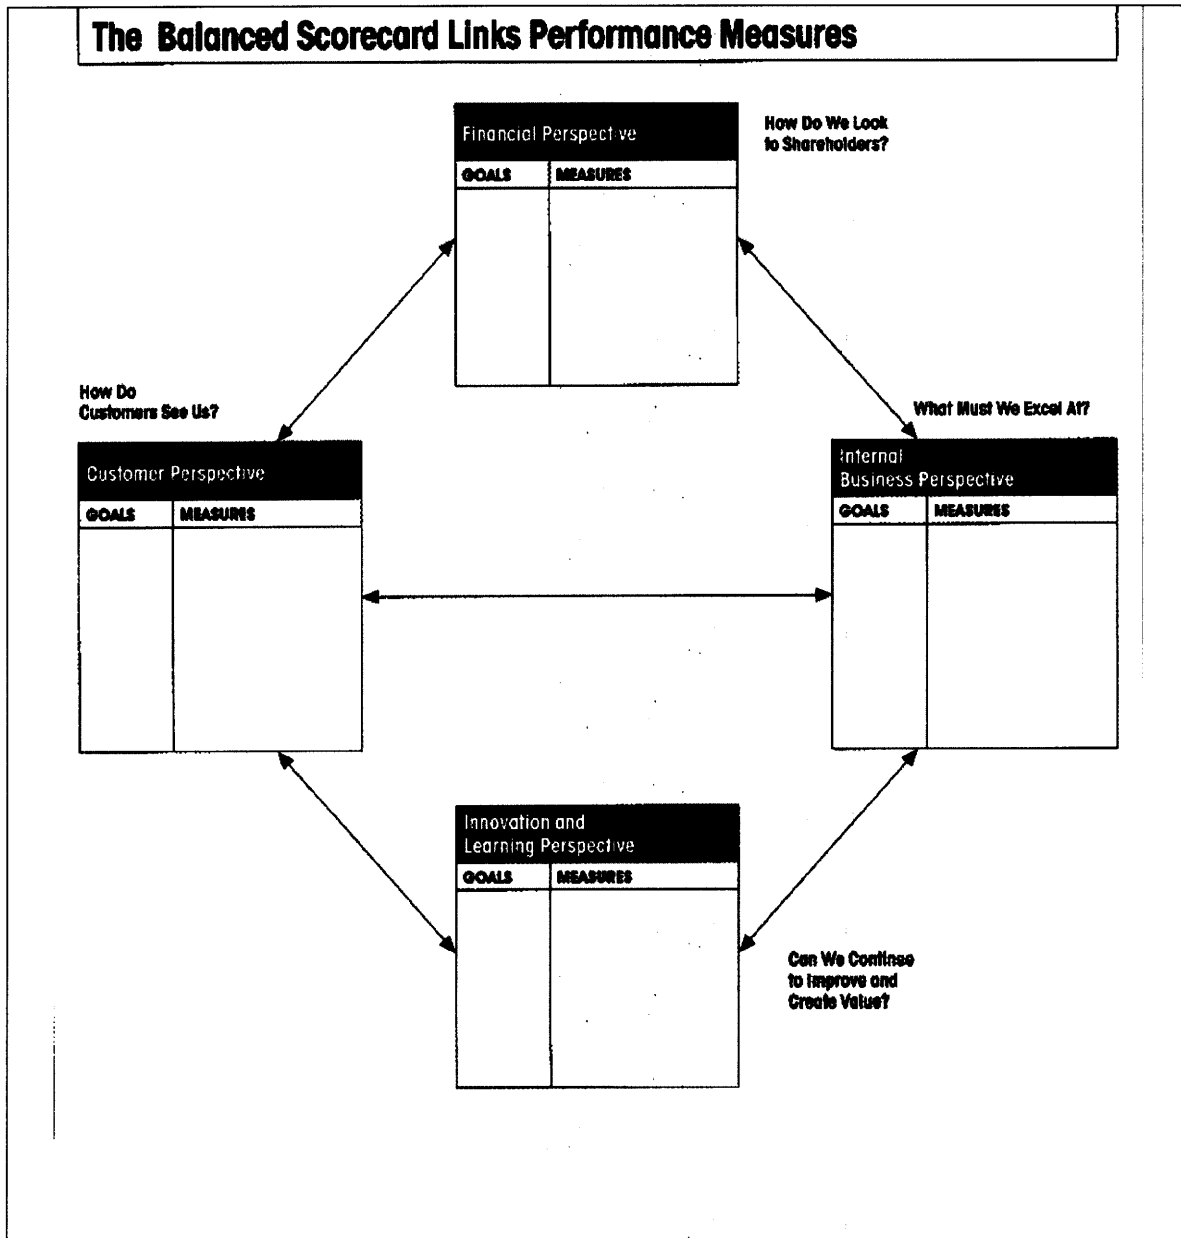 The Balanced Scorecard Links Performance Measures
Financial Perspective
How Do We Look
to Shareholders?
GOALS MEASURES
How Do
Customers See Us?
What Must We Excel At?
Customer Perspective
GOALS MEASURES
Internal
Business Perspective
GOALS MEASURES
Innovation and
Learning Perspective
GOALS MEASURES
Can We Continue
to Improve and
Create Value?